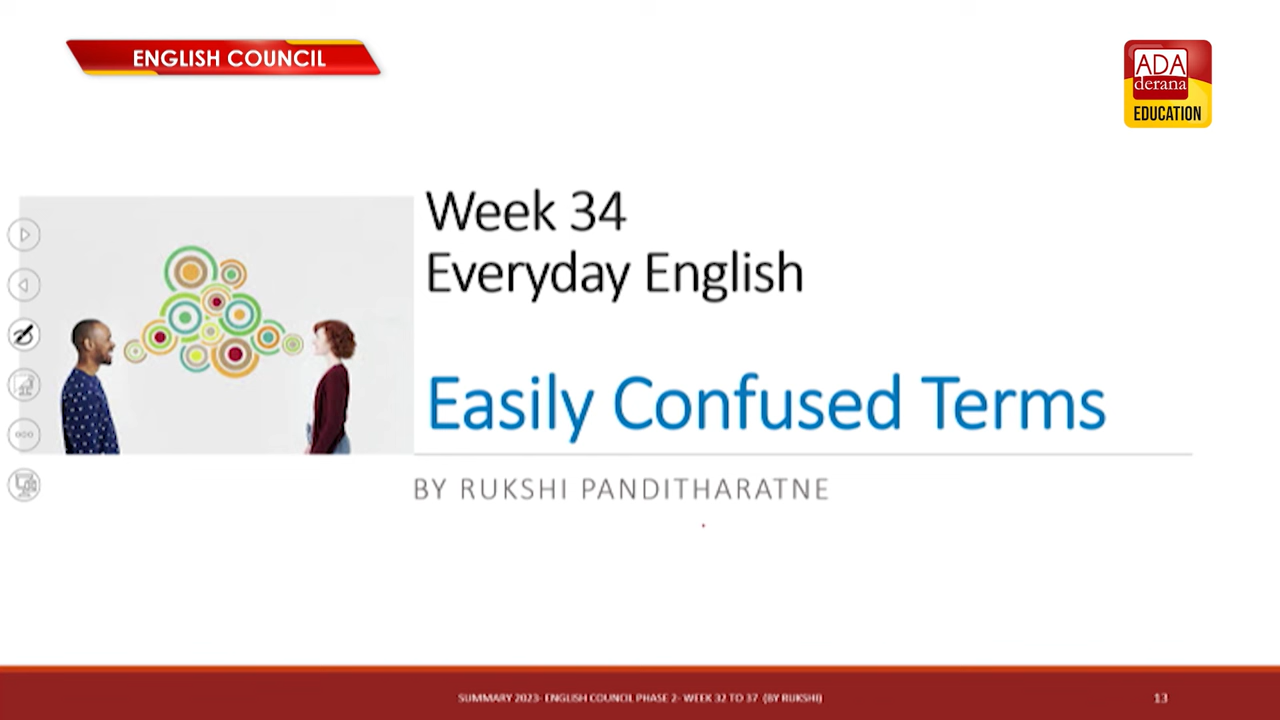 ENGLISH COUNCIL
ADA
derana
EDUCATION
Week 34
Everyday English
Easily Confused Terms
BY RUKSHI PANDITHARATNE
SUMMARY 2023- ENGLISH COUNCIL PHASE 2- WEEK 32 TO 37 (BY RUKSHI)
13